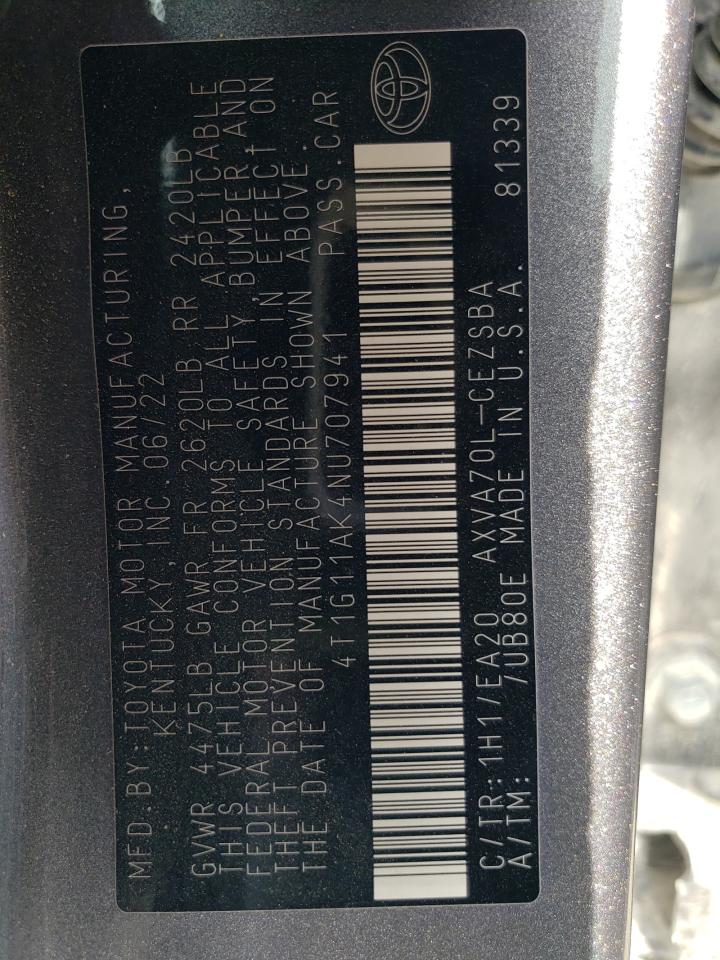 MFD.BY:TOYOTA MOTOR MANUFACTURING,
KENTUCKY, INC.06/22
GVWR 4475LB GAWR FR 2620LB RR 2420LB
THIS VEHICLE CONFORMS TO ALL APPLICABLE
FEDERAL MOTOR VEHICLE SAFETY,BUMPER,AND
THEFT PREVENTION STANDARDS IN EFFECT ON
THE DATE OF MANUFACTURE SHOWN ABOVE.
4T1G11AK4NU707941 PASS.CAR
C/TR:1H17EA20 AXVA70L-CEZSBA
A/TM: /UB80E MADE IN U.S.A. 81339